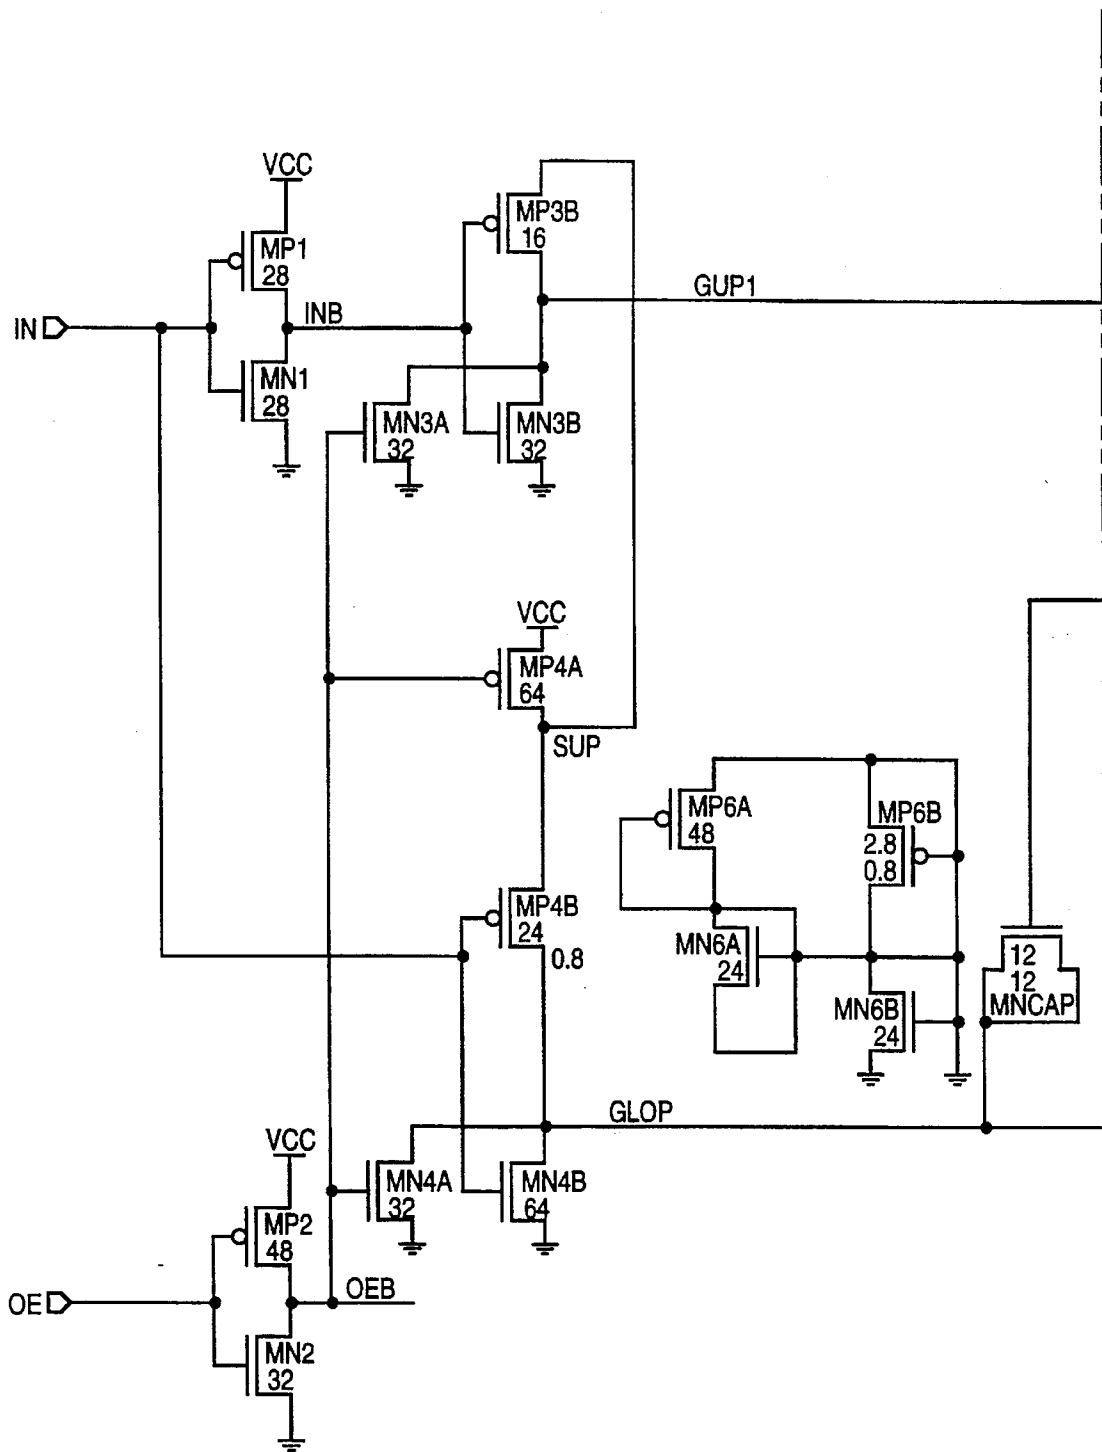 VCC
MP1
28
IN
INB
MN1
28
MP3B
16
GUP1
MN3A
32
MN3B
32
VCC
MP4A
64
SUP
MP6A
48
MP6B
2.8
0.8
MP4B
24
0.8
MN6A
24
MN6B
24
12
12
MNCAP
GLOP
VCC
MN4A
32
MN4B
64
MP2
48
OE
OEB
MN2
32